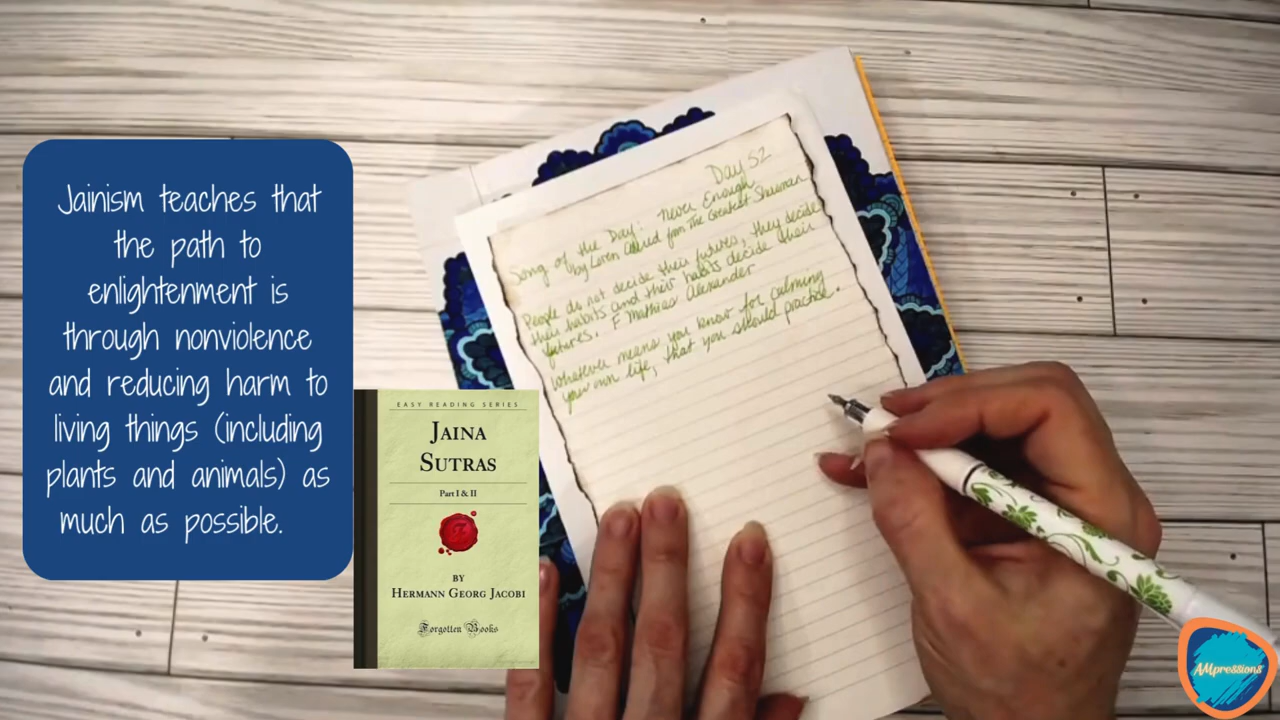 Jainism teaches that
the path to
enlightenment is
through nonviolence
and reducing harm to
living things (including
plants and animals) as
much as possible.
EASY READING SERIES
JAINA
SUTRAS
Part I & II
BY
HERMANN GEORG JACOBI
Forgotten Books
Day 52
Song of the Day: Never Enough
by Loren Allred from The Greatest Showman
People do not decide their futures, they decide
their habits and their habits decide their
futures. F Mathias Alexander
Whatever means you know for calming
your own life, that you should practice.
AMpressions